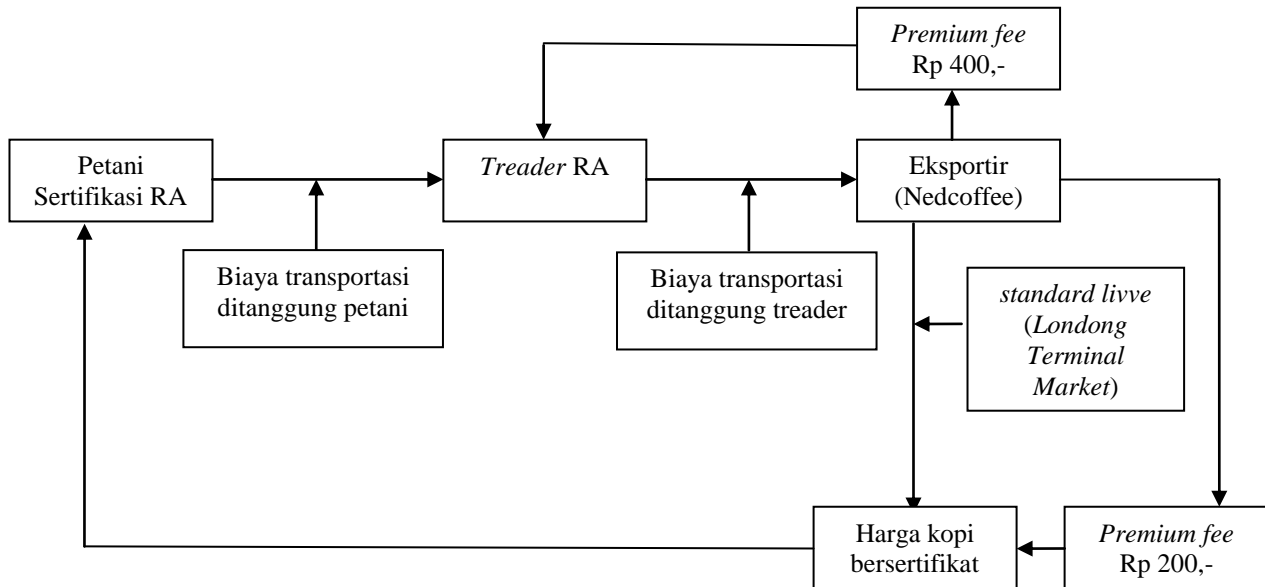 Premium fee
Rp 400,-
Petani
Sertifikasi RA
Treader RA
Eksportir
(Nedcoffee)
Biaya transportasi
ditanggung petani
Biaya transportasi
ditanggung treader
standard livve
(Londong
Terminal
Market)
Harga kopi
bersertifikat
Premium fee
Rp 200,-